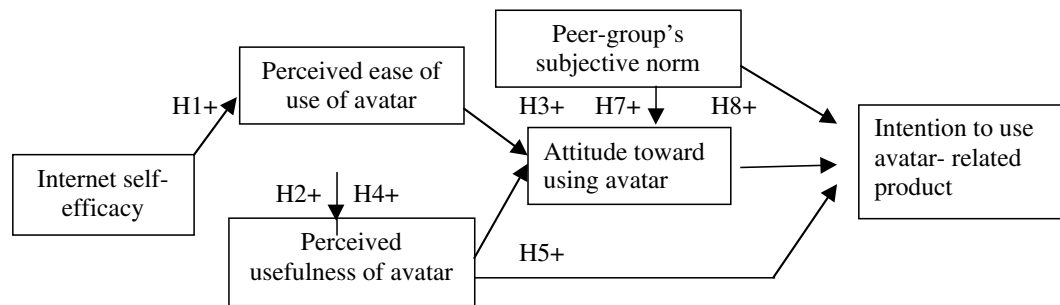 Peer-group's
subjective norm
Perceived ease of
use of avatar
H1+
H3+ H7+ H8+
Intention to use
avatar- related
product
Attitude toward
using avatar
Internet self-
efficacy
H2+ H4+
Perceived
usefulness of avatar
H5+